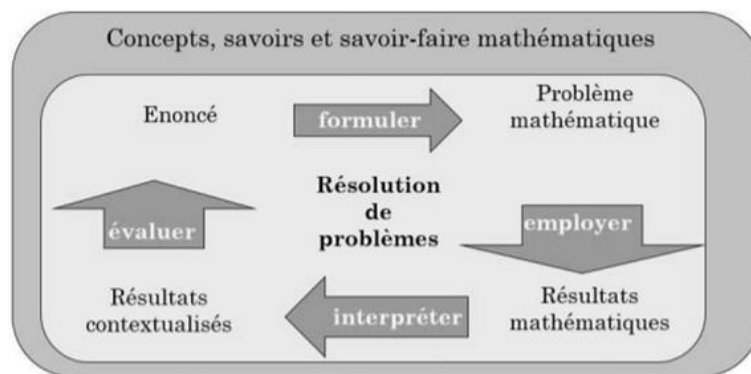 Concepts, savoirs et savoir-faire mathématiques
Enoncé
formuler
Problème
mathématique
Résolution
de
problèmes
évaluer
employer
Résultats
contextualisés
interpréter
Résultats
mathématiques